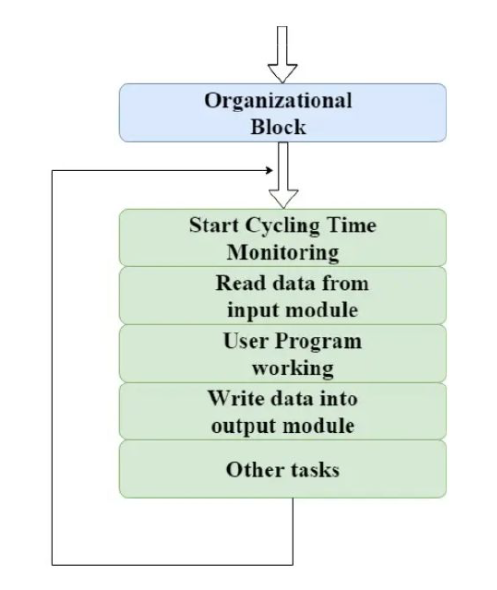 Organizational
Block
Start Cycling Time
Monitoring
Read data from
input module
User Program
working
Write data into
output module
Other tasks